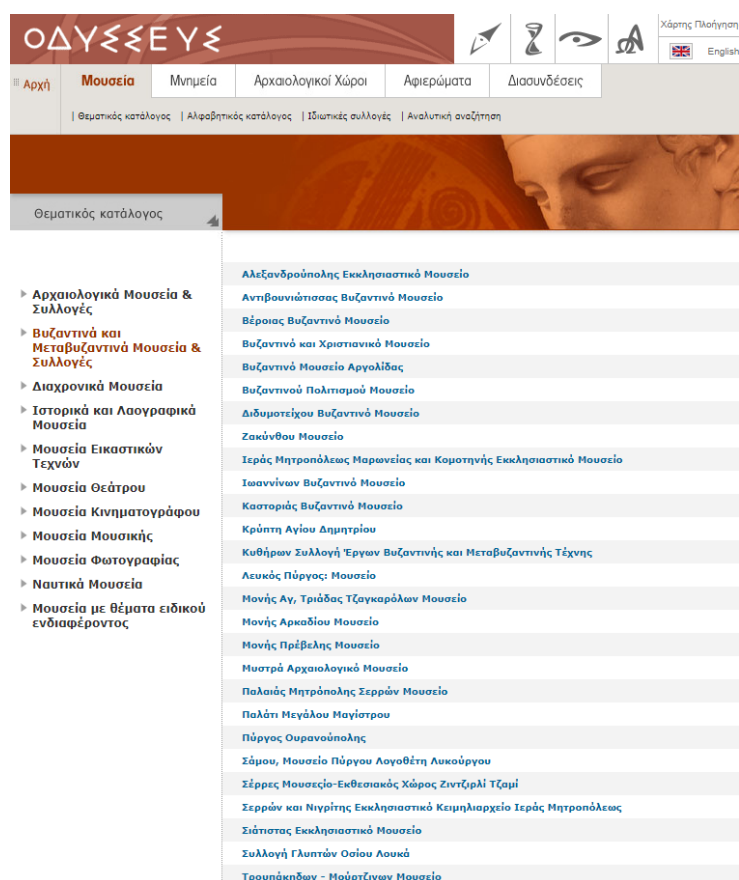 ΟΔΥΣΣΕΥΣ
Χάρτης Πλοήγηση
English
Αρχή
Μουσεία
Μνημεία
Αρχαιολογικοί Χώροι
Αφιερώματα
Διασυνδέσεις
| Θεματικός κατάλογος | Αλφαβητικός κατάλογος | Ιδιωτικές συλλογές | Αναλυτική αναζήτηση
Θεματικός κατάλογος
Αρχαιολογικά Μουσεία &
Συλλογές
Βυζαντινά και
Μεταβυζαντινά Μουσεία &
Συλλογές
Διαχρονικά Μουσεία
Ιστορικά και Λαογραφικά
Μουσεία
Μουσεία Εικαστικών
Τεχνών
Μουσεία Θεάτρου
Μουσεία Κινηματογράφου
Μουσεία Μουσικής
Μουσεία Φωτογραφίας
Ναυτικά Μουσεία
Μουσεία με θέματα ειδικού
ενδιαφέροντος
Αλεξανδρούπολης Εκκλησιαστικό Μουσείο
Αντιβουνιώτισσας Βυζαντινό Μουσείο
Βέροιας Βυζαντινό Μουσείο
Βυζαντινό και Χριστιανικό Μουσείο
Βυζαντινό Μουσείο Αργολίδας
Βυζαντινού Πολιτισμού Μουσείο
Διδυμοτείχου Βυζαντινό Μουσείο
Ζακύνθου Μουσείο
Ιεράς Μητροπόλεως Μαρωνείας και Κομοτηνής Εκκλησιαστικό Μουσείο
Ιωαννίνων Βυζαντινό Μουσείο
Καστοριάς Βυζαντινό Μουσείο
Κρύπτη Αγίου Δημητρίου
Κυθήρων Συλλογή Έργων Βυζαντινής και Μεταβυζαντινής Τέχνης
Λευκός Πύργος: Μουσείο
Μονής Αγ, Τριάδας Τζαγκαρόλων Μουσείο
Μονής Αρκαδίου Μουσείο
Μονής Πρέβελης Μουσείο
Μυστρά Αρχαιολογικό Μουσείο
Παλαιάς Μητρόπολης Σερρών Μουσείο
Παλάτι Μεγάλου Μαγίστρου
Πύργος Ουρανούπολης
Σάμου, Μουσείο Πύργου Λογοθέτη Λυκούργου
Σέρρες Μουσεςίο-Εκθεσιακός Χώρος Ζιντζιρλί Τζαμί
Σερρών και Νιγρίτης Εκκλησιαστικό Κειμηλιαρχείο Ιεράς Μητροπόλεως
Σιάτιστας Εκκλησιαστικό Μουσείο
Συλλογή Γλυπτών Οσίου Λουκά
Τρουπάκηδων - Μούρτζινων Μουσείο